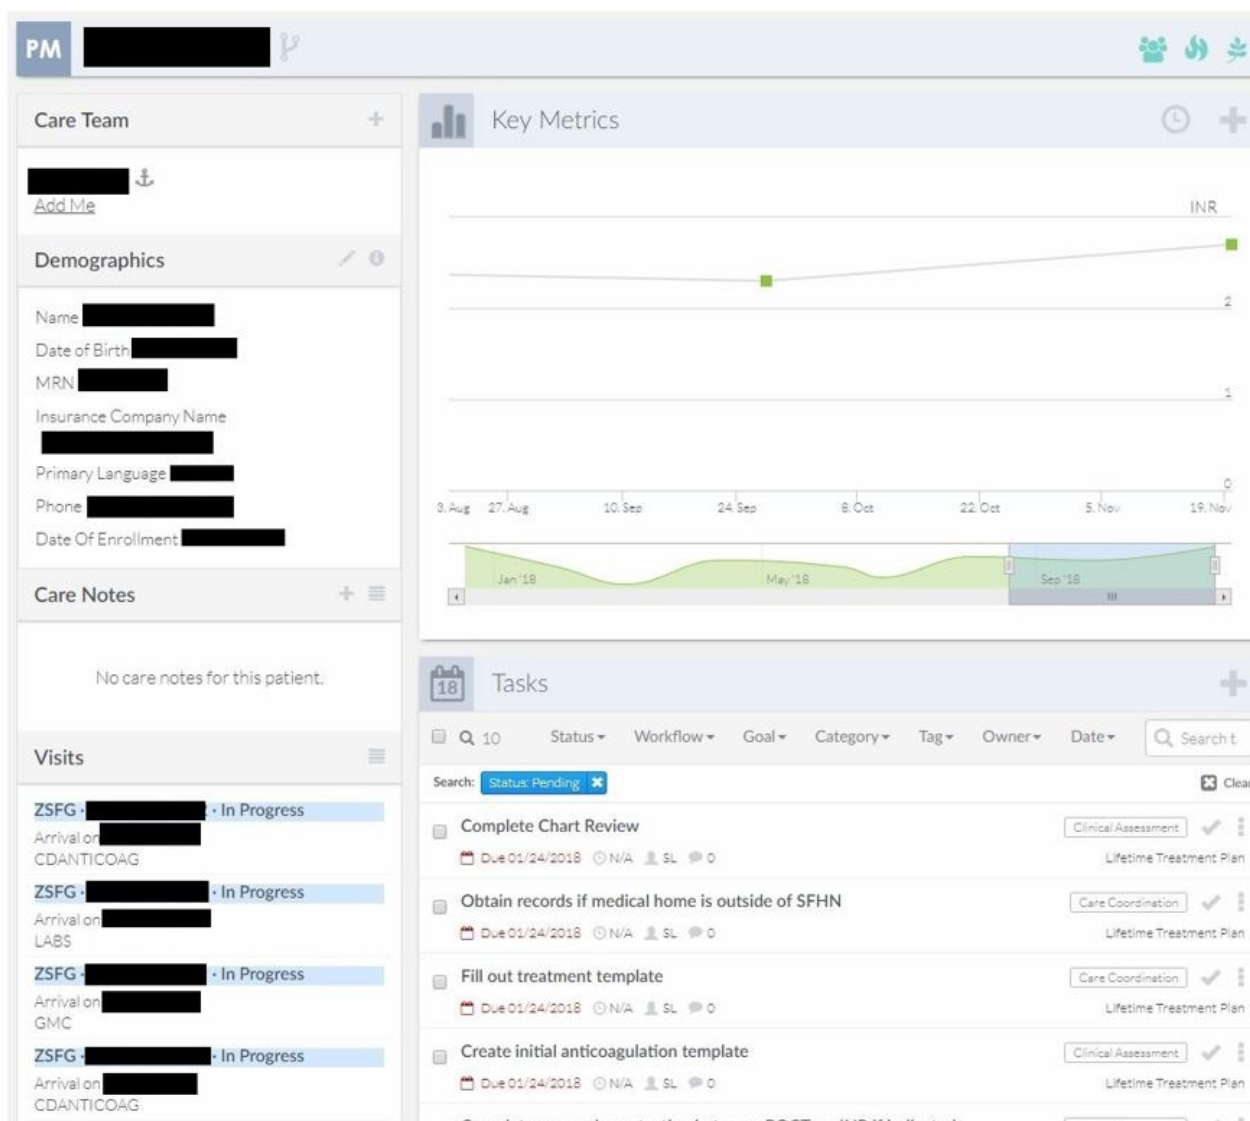 PM
Care Team
Add Me
Demographics
Name
Date of Birth
MRN
Insurance Company Name
Primary Language
Phone
Date Of Enrollment
Care Notes
No care notes for this patient.
Visits
ZSFG - · In Progress
Arrival on
CDANTICOAG
ZSFG - · In Progress
Arrival on
LABS
ZSFG - · In Progress
Arrival on
GMC
ZSFG - · In Progress
Arrival on
CDANTICOAG
Key Metrics
INR
2
1
0
3. Aug 27. Aug 10. Sep 24. Sep 8. Oct 22. Oct 5. Nov 19. Nov
Jan '18 May '18 Sep '18
18 Tasks
10 Status Workflow Goal Category Tag Owner Date Search t
Search: Status: Pending Clear
Complete Chart Review Clinical Assessment
Due 01/24/2018 N/A SL 0 Lifetime Treatment Plan
Obtain records if medical home is outside of SFHN Care Coordination
Due 01/24/2018 N/A SL 0 Lifetime Treatment Plan
Fill out treatment template Care Coordination
Due 01/24/2018 N/A SL 0 Lifetime Treatment Plan
Create initial anticoagulation template Clinical Assessment
Due 01/24/2018 N/A SL 0 Lifetime Treatment Plan